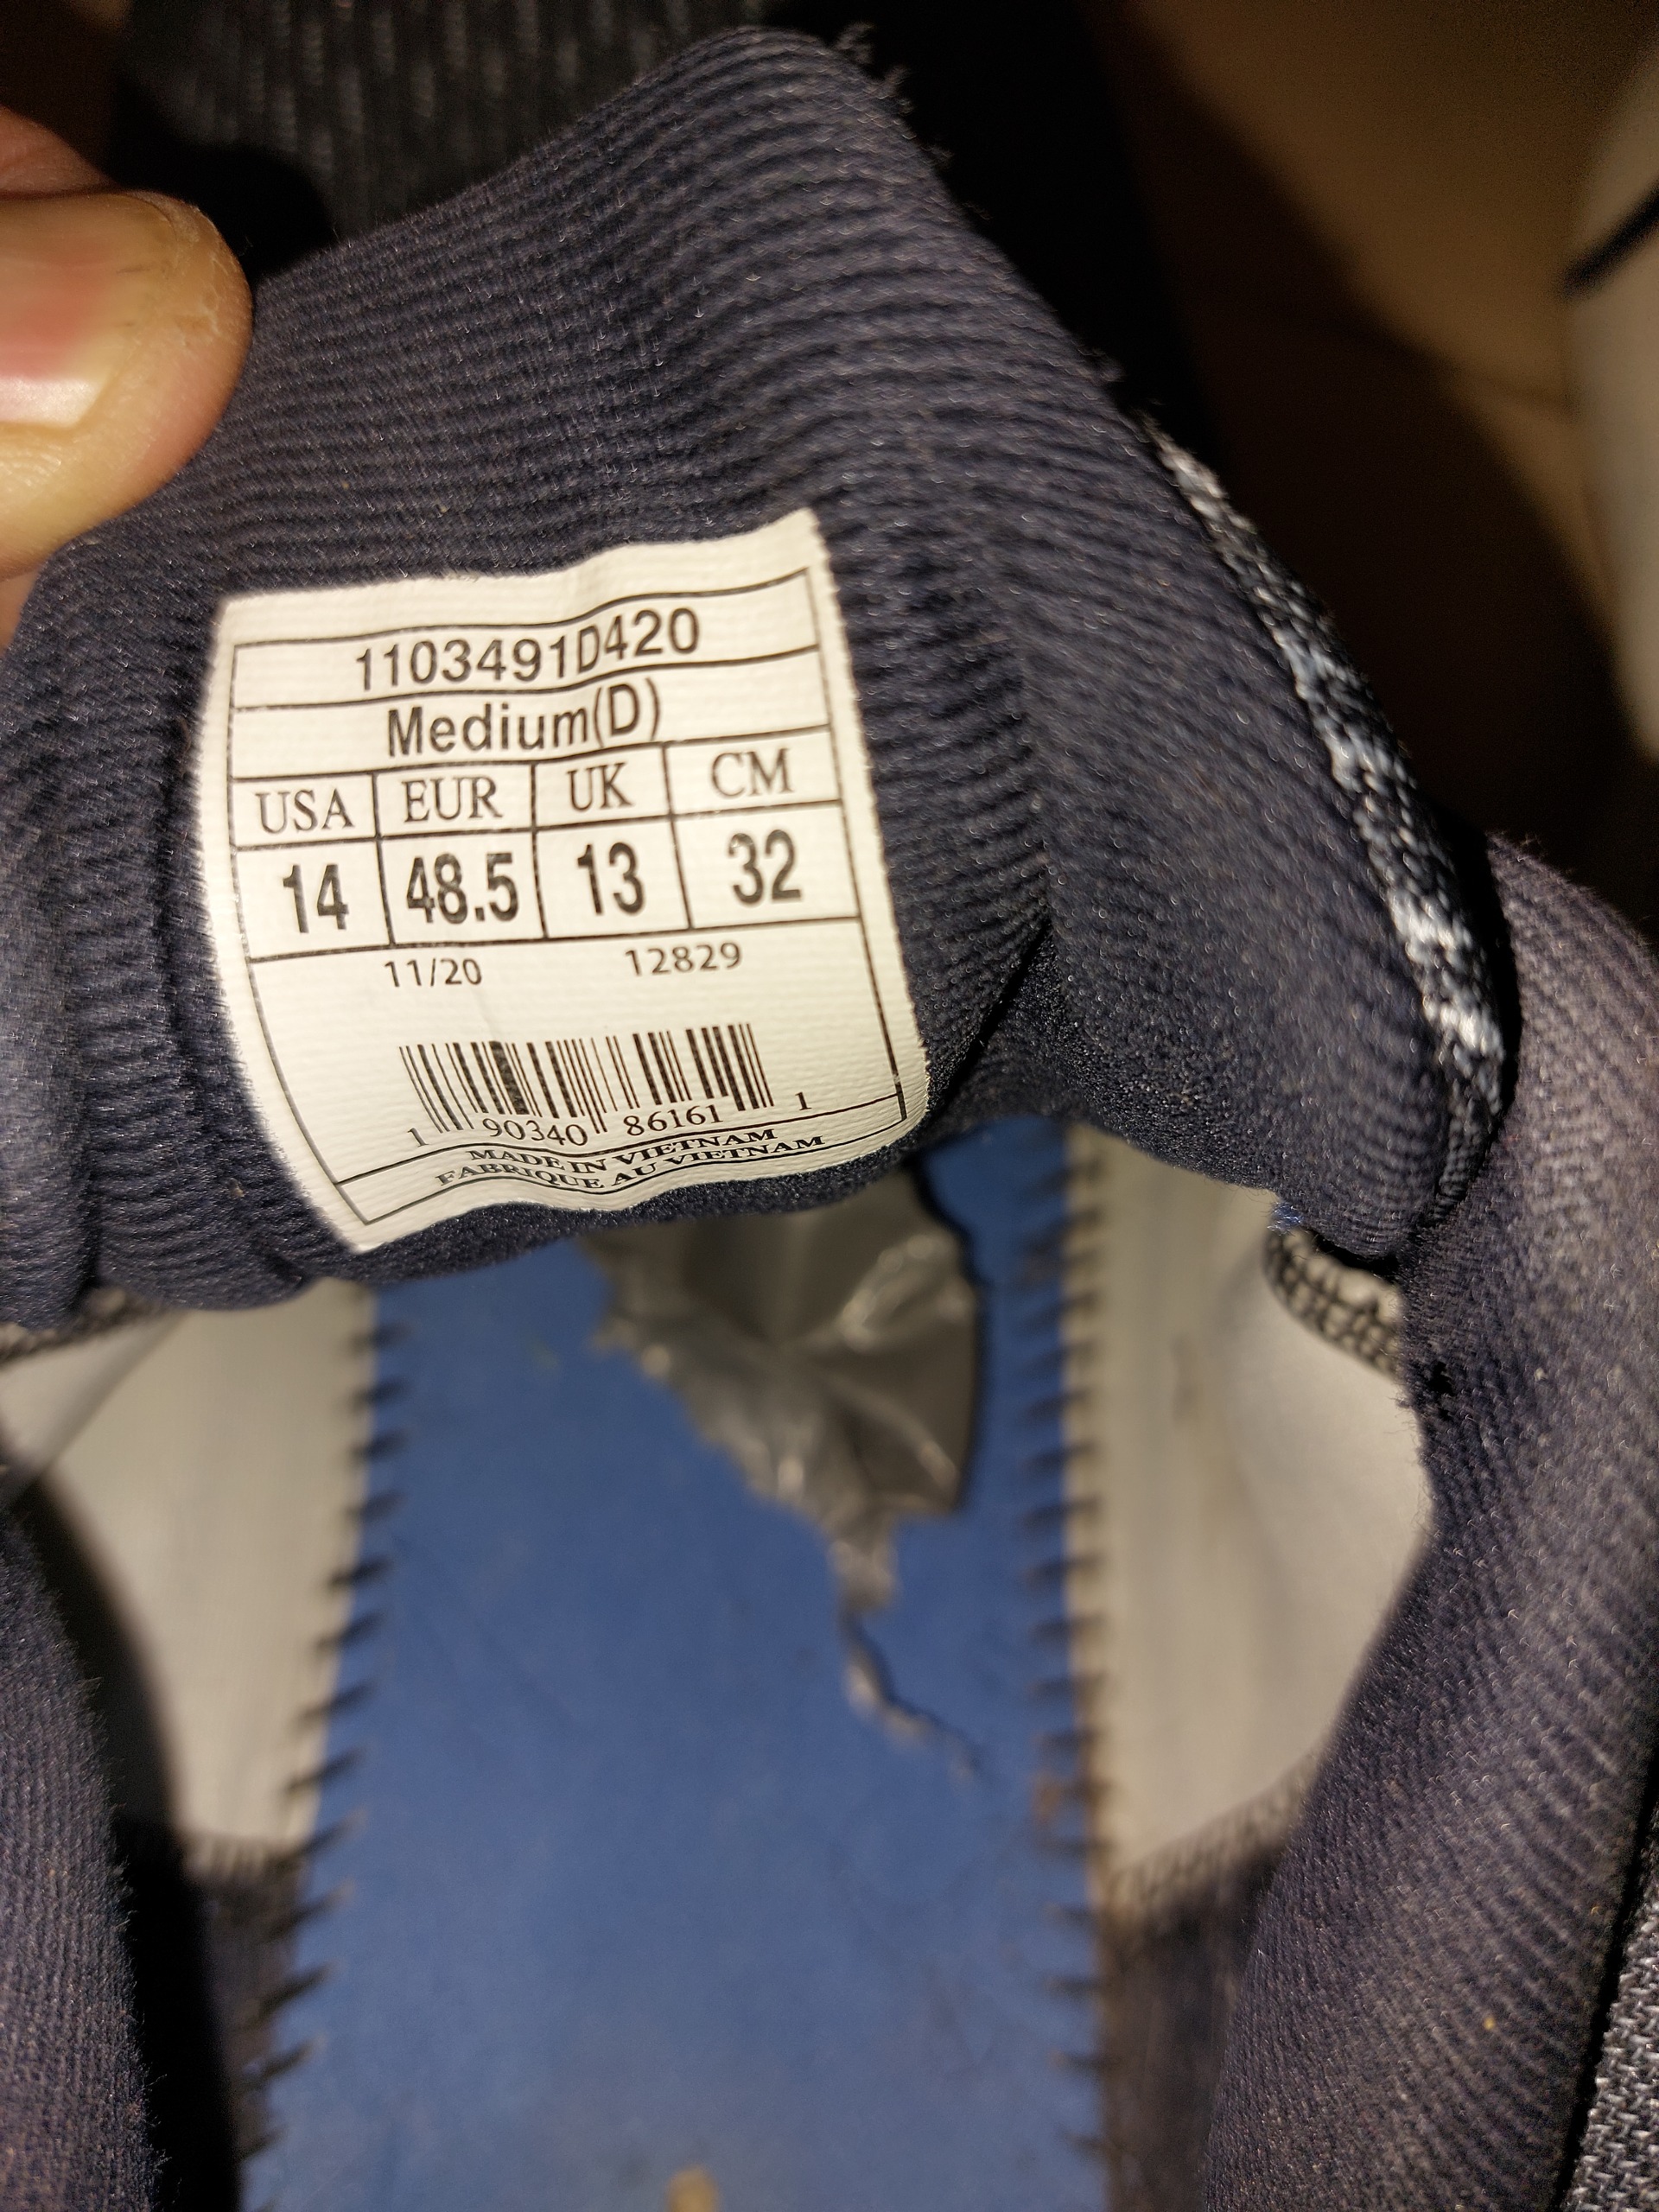 1103491D420
Medium(D)
USA EUR UK CM
14 48.5 13 32
11/20 12829
1 90340 86161 1
MADE IN VIETNAM
FABRIQUE AU VIETNAM